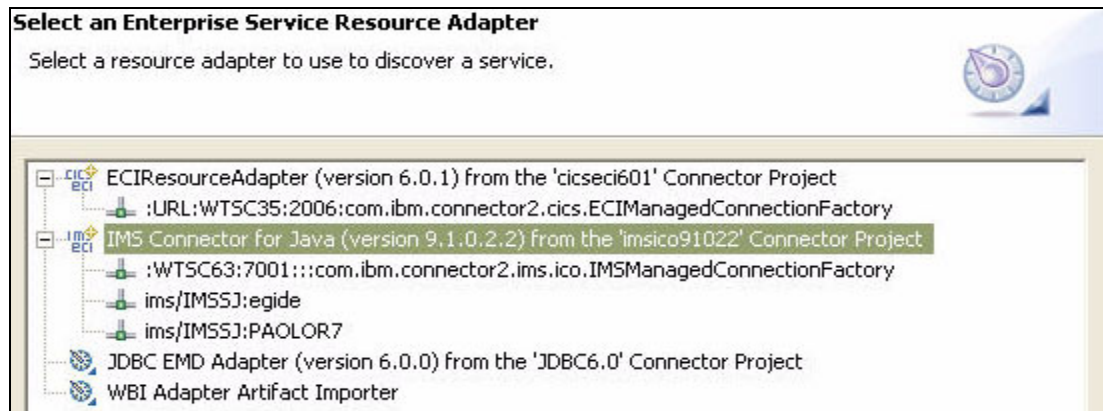 Select an Enterprise Service Resource Adapter
Select a resource adapter to use to discover a service.
CICS ECI ECIResourceAdapter (version 6.0.1) from the 'cicseci601' Connector Project
:URL:WTSC35:2006:com.ibm.connector2.cics.ECIManagedConnectionFactory
IMS ECI IMS Connector for Java (version 9.1.0.2.2) from the 'imsico91022' Connector Project
:WTSC63:7001:::com.ibm.connector2.ims.ico.IMSManagedConnectionFactory
ims/IMSSJ:egide
ims/IMSSJ:PAOLOR7
JDBC EMD Adapter (version 6.0.0) from the 'JDBC6.0' Connector Project
WBI Adapter Artifact Importer